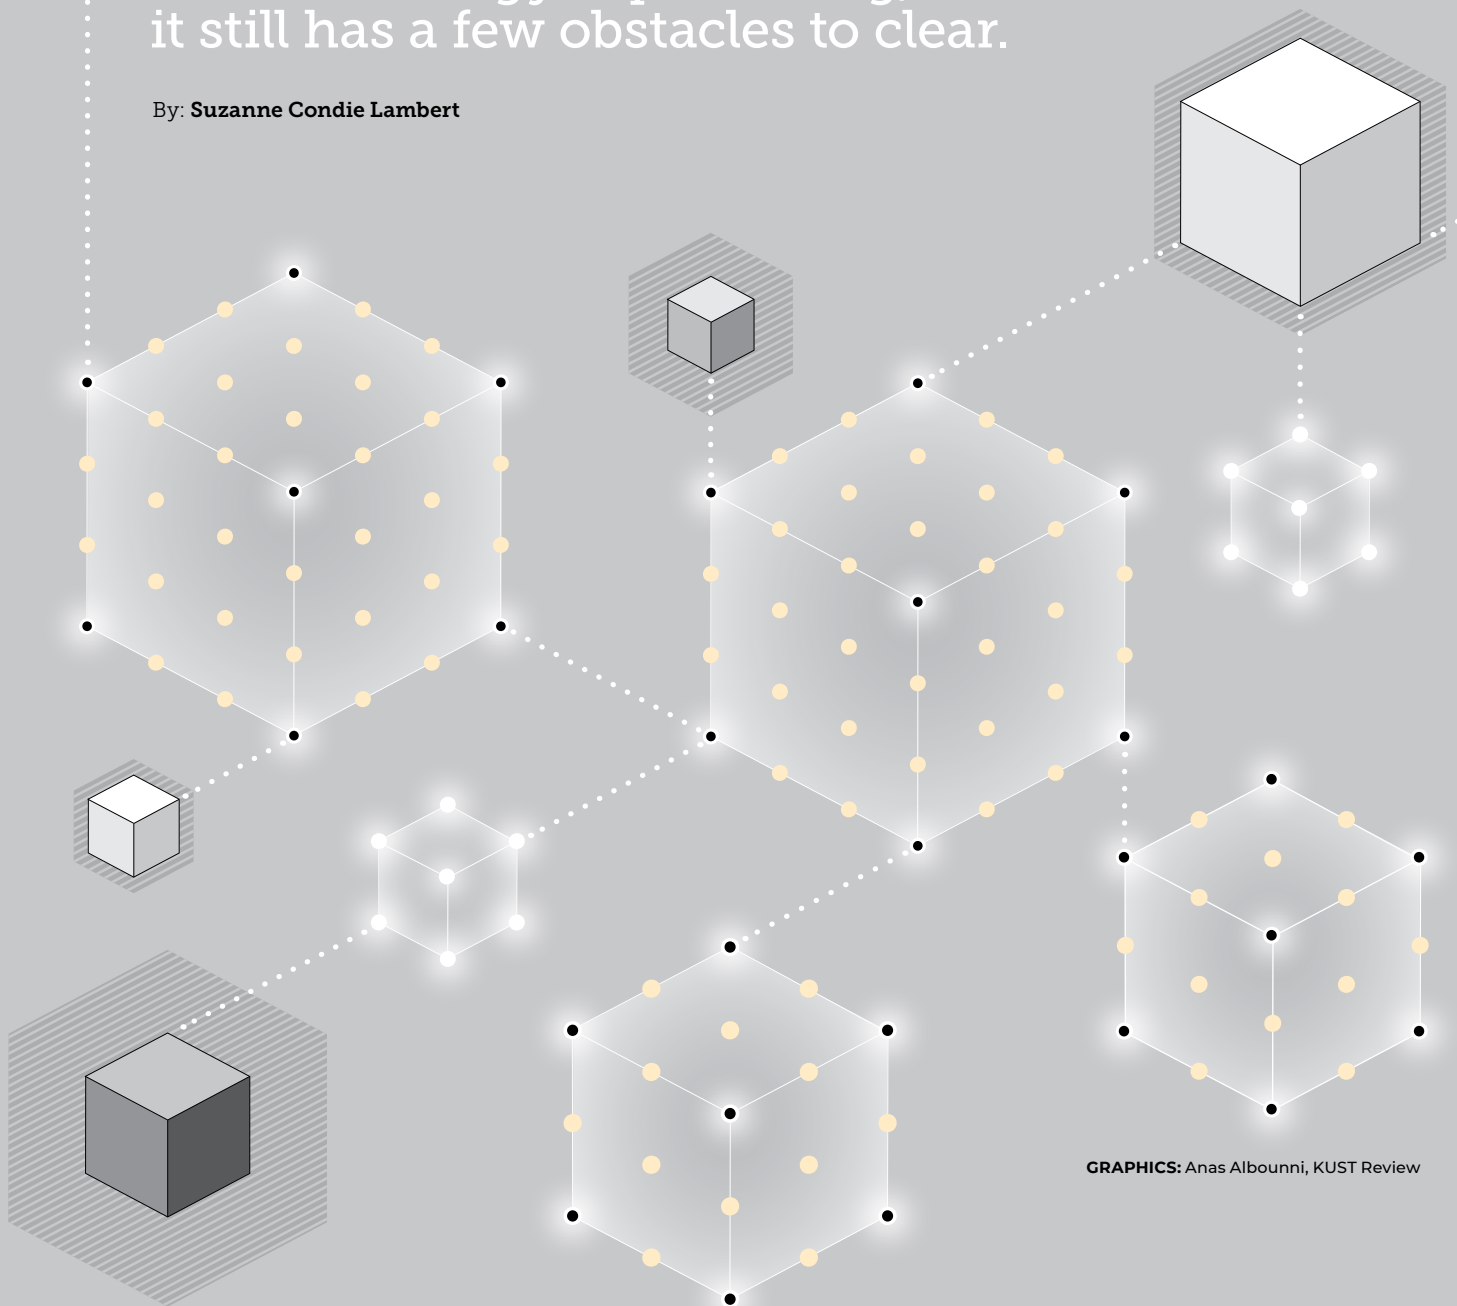 it still has a few obstacles to clear.
By: Suzanne Condie Lambert
GRAPHICS: Anas Albounni, KUST Review